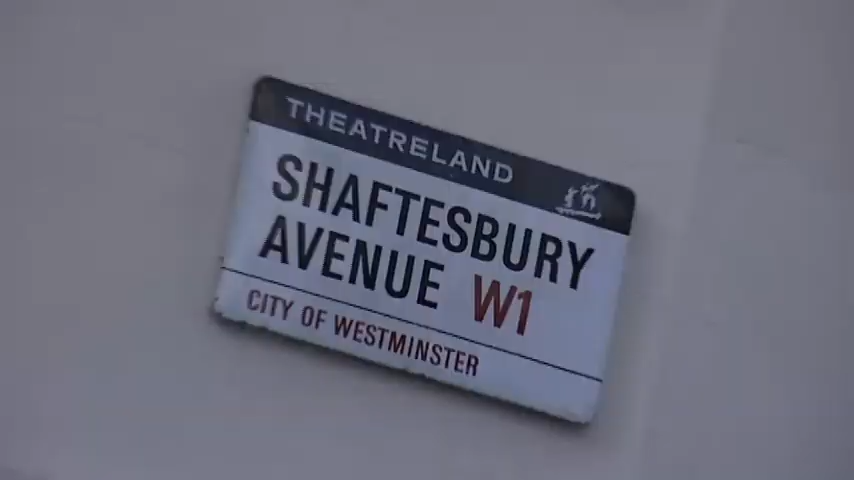 THEATRELAND
SHAFTESBURY
AVENUE W1
CITY OF WESTMINSTER